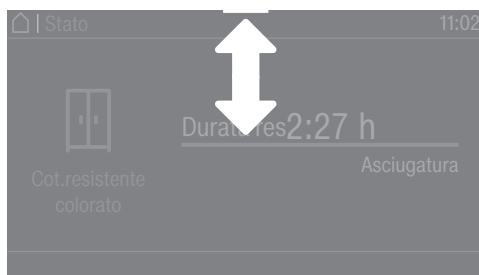 | Stato 11:02
Durata res 2:27 h
Asciugatura
Cot.resistente
colorato